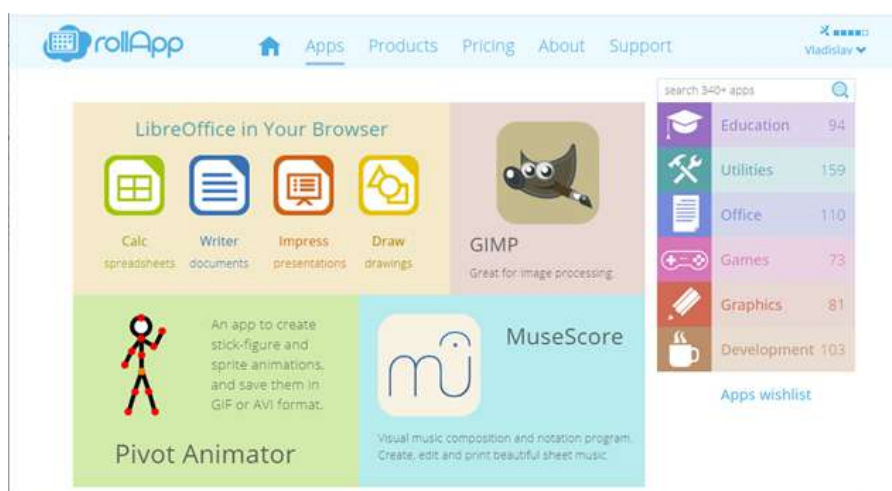 rollApp
Apps Products Pricing About Support
Vladislav
LibreOffice in Your Browser
Calc
spreadsheets
Writer
documents
Impress
presentations
Draw
drawings
GIMP
Great for image processing.
An app to create
stick-figure and
sprite animations,
and save them in
GIF or AVI format.
Pivot Animator
MuseScore
Visual music composition and notation program.
Create, edit and print beautiful sheet music.
search 340+ apps
Education 94
Utilities 159
Office 110
Games 73
Graphics 81
Development 103
Apps wishlist